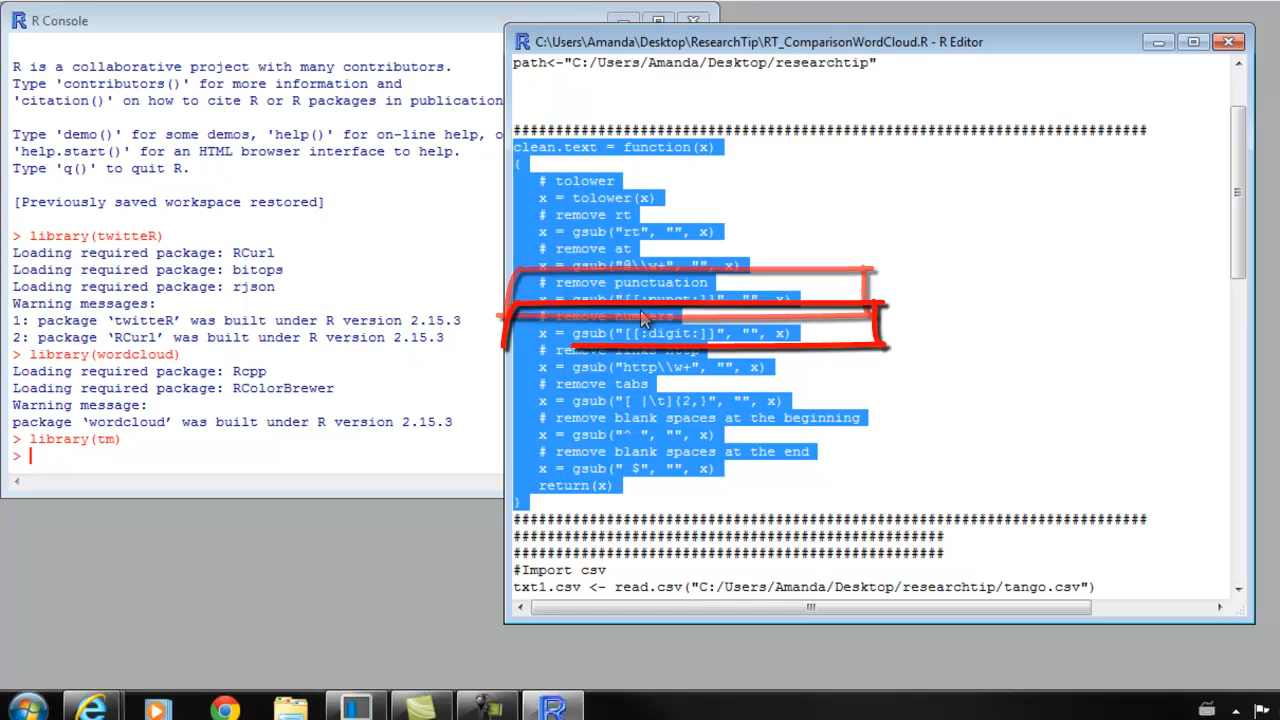 R Console
R is a collaborative project with many contributors.
Type 'contributors()' for more information and
'citation()' on how to cite R or R packages in publication
Type 'demo()' for some demos, 'help()' for on-line help, o
'help.start()' for an HTML browser interface to help.
Type 'q()' to quit R.
[Previously saved workspace restored]
> library(twitteR)
Loading required package: RCurl
Loading required package: bitops
Loading required package: rjson
Warning messages:
1: package ‘twitteR’ was built under R version 2.15.3
2: package ‘RCurl’ was built under R version 2.15.3
> library(wordcloud)
Loading required package: Rcpp
Loading required package: RColorBrewer
Warning message:
package ‘wordcloud’ was built under R version 2.15.3
> library(tm)
>
C:\Users\Amanda\Desktop\ResearchTip\RT_ComparisonWordCloud.R - R Editor
path<-"C:/Users/Amanda/Desktop/researchtip"
###########################################################################
clean.text = function(x)
{
# tolower
x = tolower(x)
# remove rt
x = gsub("rt", "", x)
# remove at
x = gsub("@\\w+", "", x)
# remove punctuation
x = gsub("[[:punct:]]", "", x)
# remove numbers
x = gsub("[[:digit:]]", "", x)
# remove links http
x = gsub("http\\w+", "", x)
# remove tabs
x = gsub("[ |\t]{2,}", "", x)
# remove blank spaces at the beginning
x = gsub("^ ", "", x)
# remove blank spaces at the end
x = gsub(" $", "", x)
return(x)
}
###########################################################################
###################################################
###################################################
#Import csv
txt1.csv <- read.csv("C:/Users/Amanda/Desktop/researchtip/tango.csv")